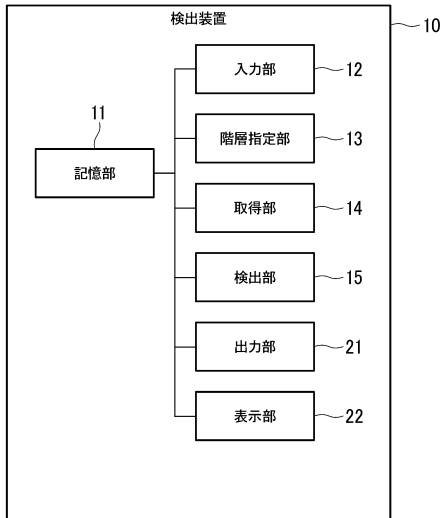 検出装置
10
入力部
12
11
階層指定部
13
記憶部
取得部
14
検出部
15
出力部
21
表示部
22